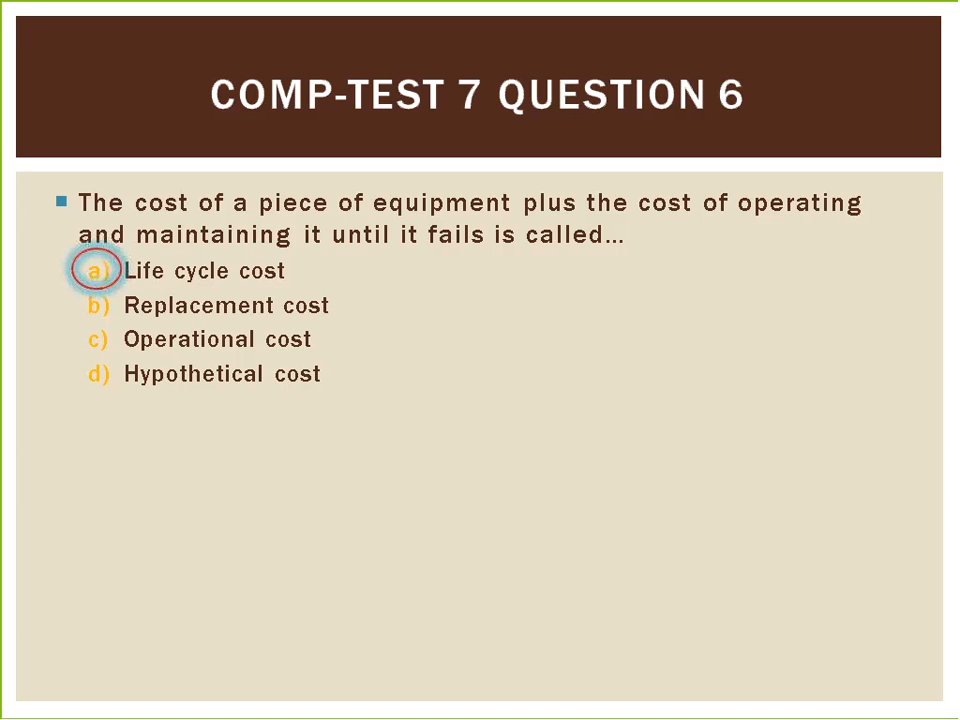 COMP-TEST 7 QUESTION 6
The cost of a piece of equipment plus the cost of operating
and maintaining it until it fails is called…
a) Life cycle cost
b) Replacement cost
c) Operational cost
d) Hypothetical cost